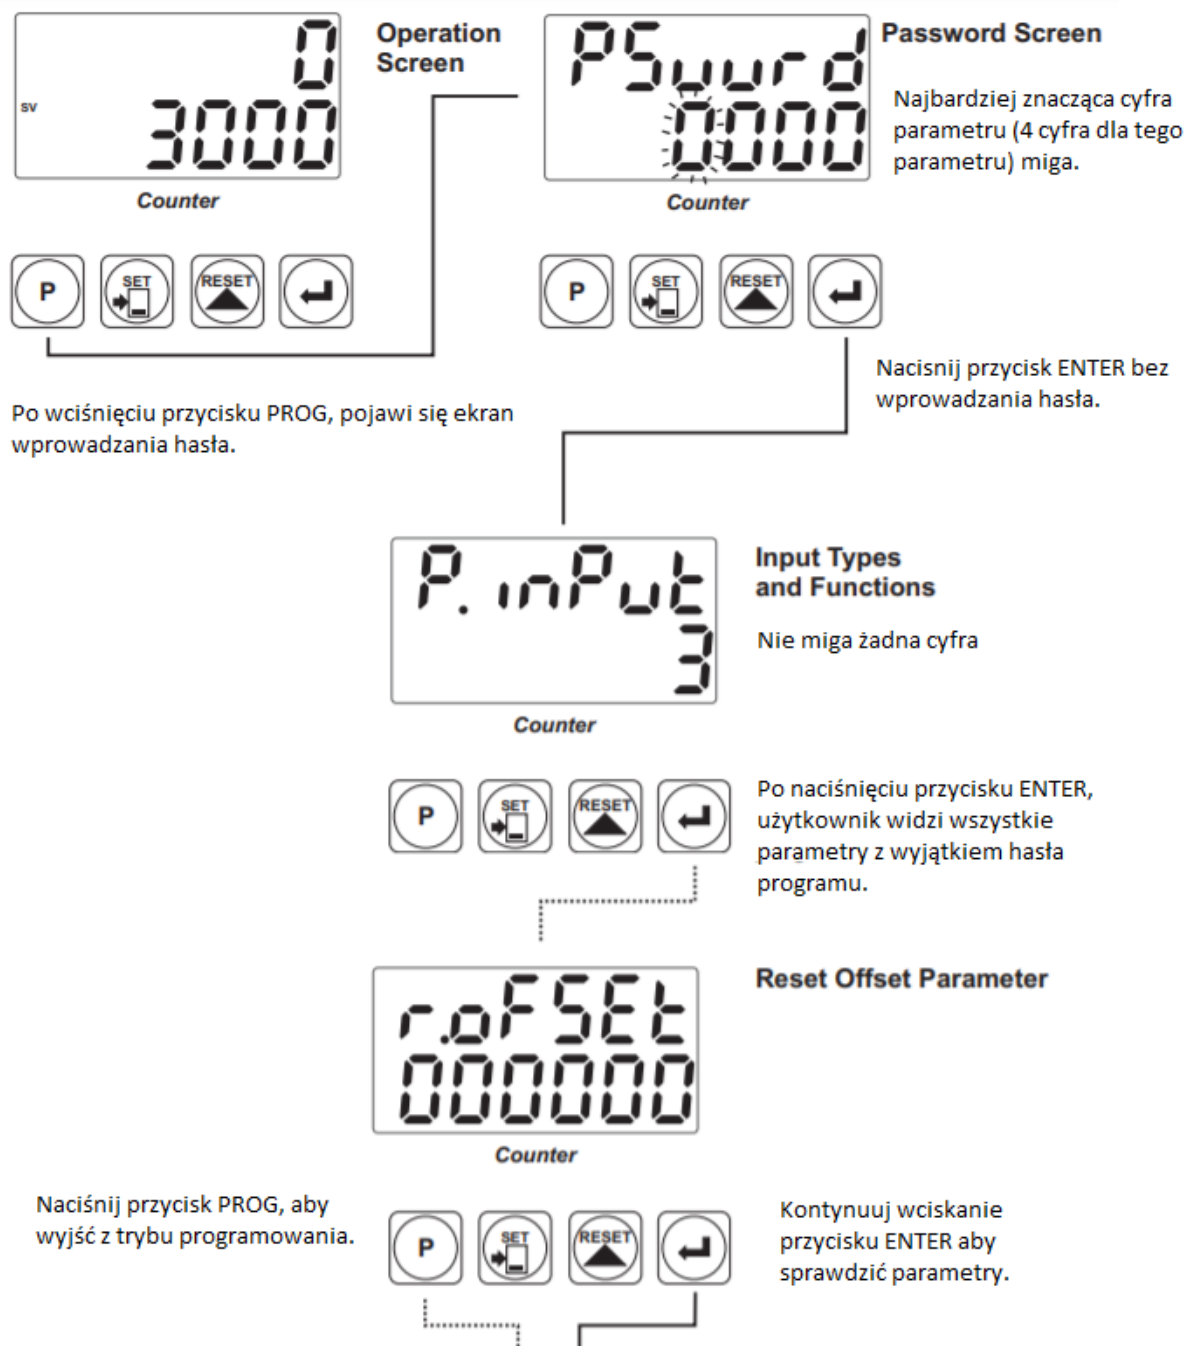 0
Operation
Screen
SV
3000
Counter
P
SET
RESET
PSwrd
0000
Password Screen
Najbardziej znacząca cyfra
parametru (4 cyfra dla tego
parametru) miga.
Counter
P
SET
RESET
Po wciśnięciu przycisku PROG, pojawi się ekran
wprowadzania hasła.
Nacisnij przycisk ENTER bez
wprowadzania hasła.
P.inPut
3
Input Types
and Functions
Nie miga żadna cyfra
Counter
P
SET
RESET
Po naciśnięciu przycisku ENTER,
użytkownik widzi wszystkie
parametry z wyjątkiem hasła
programu.
r.oFSEt
000000
Reset Offset Parameter
Counter
Naciśnij przycisk PROG, aby
wyjść z trybu programowania.
P
SET
RESET
Kontynuuj wciskanie
przycisku ENTER aby
sprawdzić parametry.